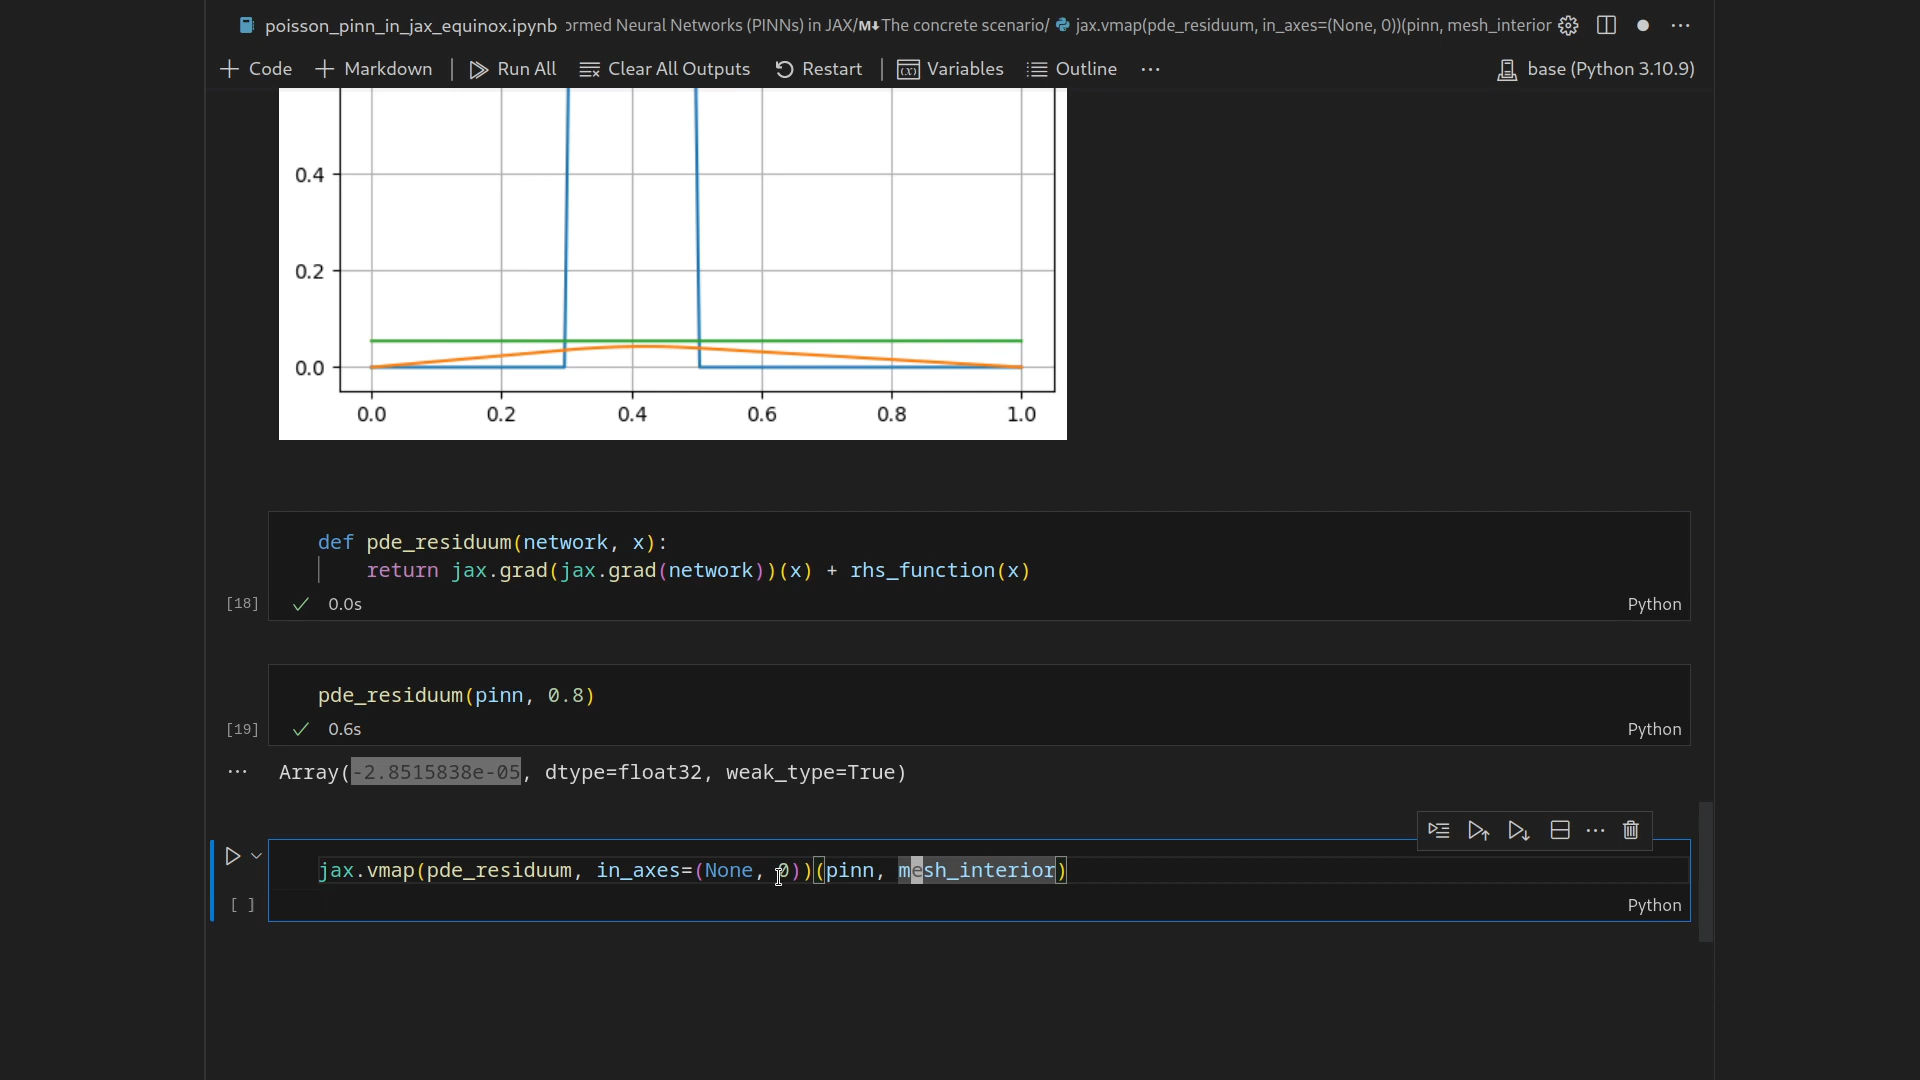 poisson_pinn_in_jax_equinox.ipynb ormed Neural Networks (PINNs) in JAX/M↓The concrete scenario/ jax.vmap(pde_residuum, in_axes=(None, 0))(pinn, mesh_interior
+ Code + Markdown | Run All Clear All Outputs Restart | Variables Outline ··· base (Python 3.10.9)
0.4
0.2
0.0
0.0 0.2 0.4 0.6 0.8 1.0
def pde_residuum(network, x):
return jax.grad(jax.grad(network))(x) + rhs_function(x)
[18] ✓ 0.0s Python
pde_residuum(pinn, 0.8)
[19] ✓ 0.6s Python
··· Array(-2.8515838e-05, dtype=float32, weak_type=True)
jax.vmap(pde_residuum, in_axes=(None, 0))(pinn, mesh_interior)
[ ] Python